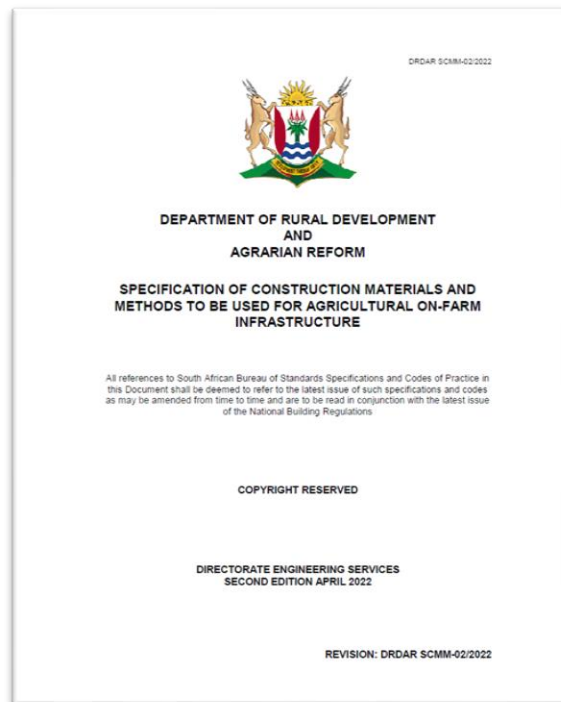 DRDAR SCMM-02/2022
DEPARTMENT OF RURAL DEVELOPMENT
AND
AGRARIAN REFORM
SPECIFICATION OF CONSTRUCTION MATERIALS AND
METHODS TO BE USED FOR AGRICULTURAL ON-FARM
INFRASTRUCTURE
All references to South African Bureau of Standards Specifications and Codes of Practice in
this Document shall be deemed to refer to the latest issue of such specifications and codes
as may be amended from time to time and are to be read in conjunction with the latest issue
of the National Building Regulations
COPYRIGHT RESERVED
DIRECTORATE ENGINEERING SERVICES
SECOND EDITION APRIL 2022
REVISION: DRDAR SCMM-02/2022